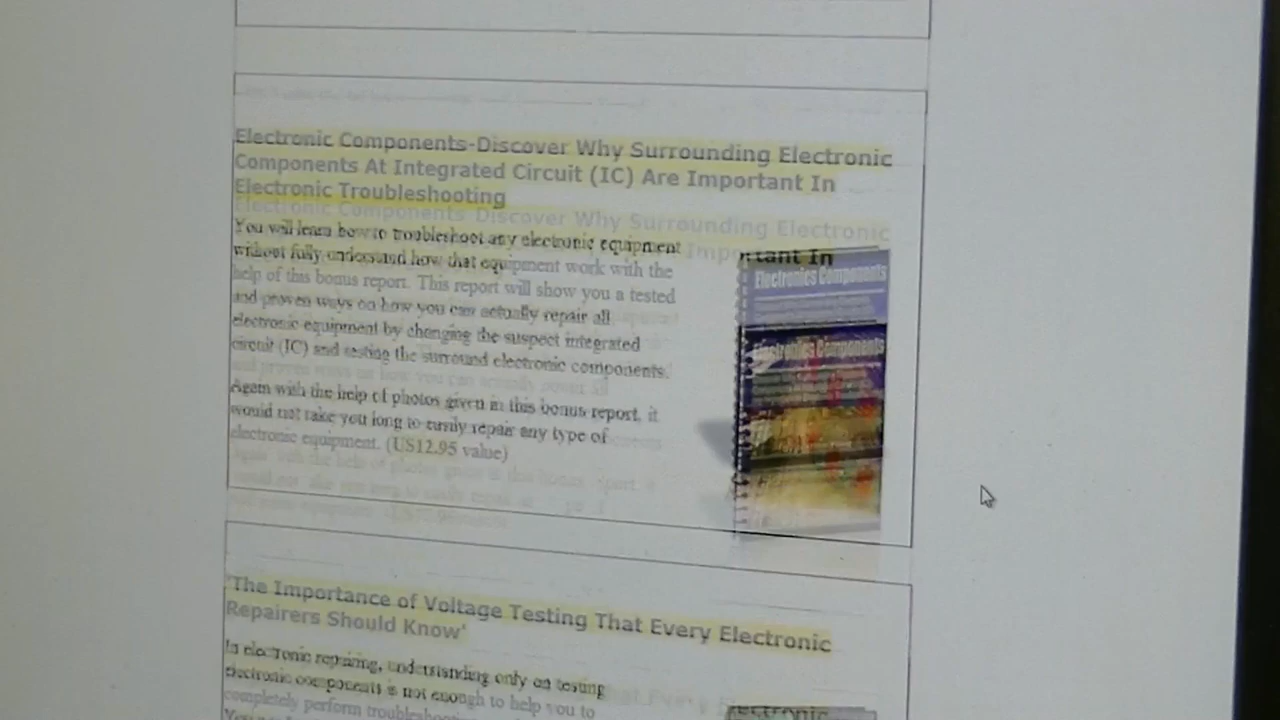 Electronic Components-Discover Why Surrounding Electronic
Components At Integrated Circuit (IC) Are Important In
Electronic Troubleshooting
You will learn how to troubleshoot any electronic equipment
without fully understand how that equipment work with the
help of this bonus report. This report will show you a tested
and proven ways on how you can actually repair all
electronic equipment by changing the suspect integrated
circuit (IC) and testing the surround electronic components.
Again with the help of photos given in this bonus report, it
would not take you long to easily repair any type of
electronic equipment. (US12.95 value)
Electronics Components
Electronics Components
'The Importance of Voltage Testing That Every Electronic
Repairers Should Know'
In electronic repairing, understanding only on testing
electronic components is not enough to help you to
completely perform